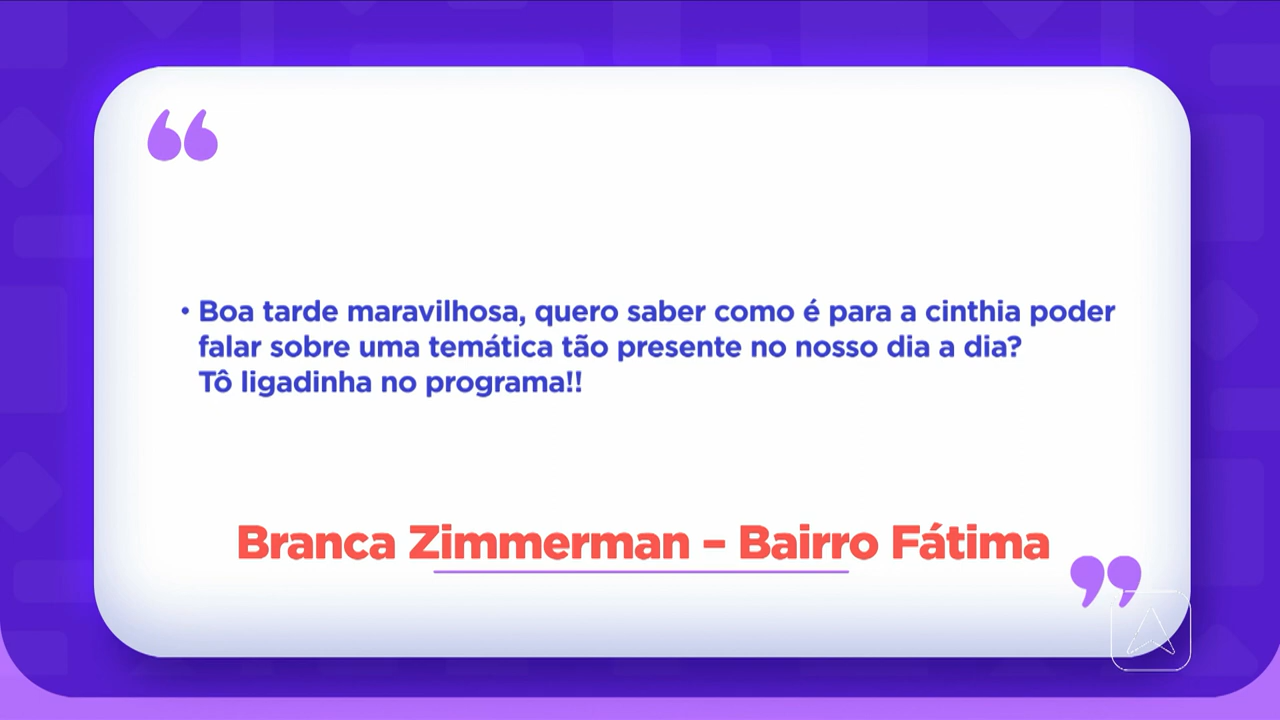 “
• Boa tarde maravilhosa, quero saber como é para a cinthia poder
falar sobre uma temática tão presente no nosso dia a dia?
Tô ligadinha no programa!!
Branca Zimmerman – Bairro Fátima
”